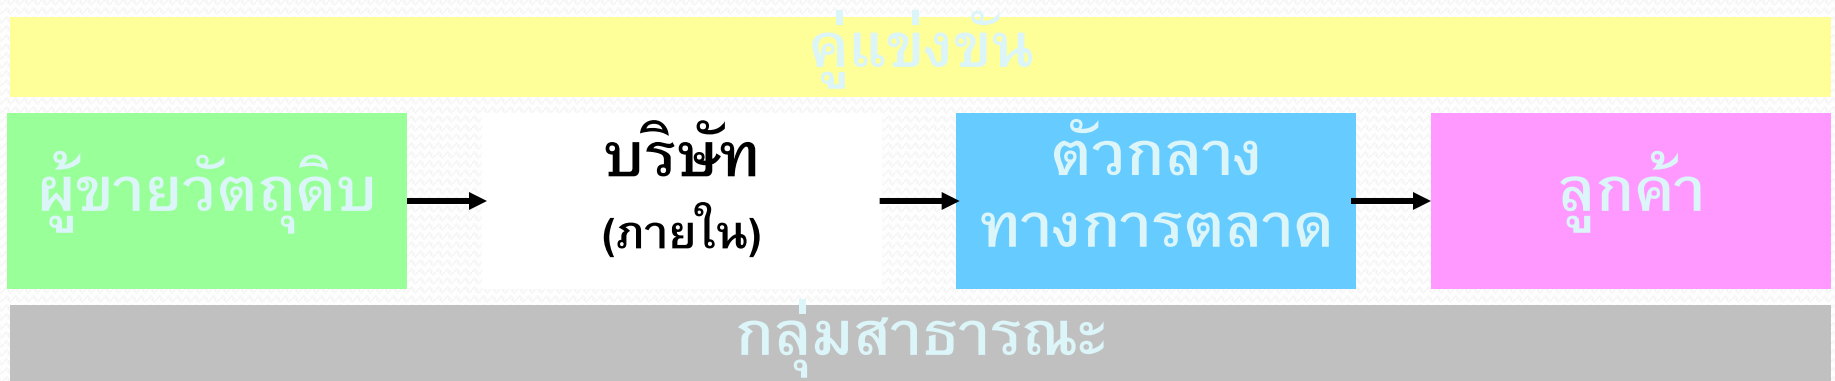 คู่แข่งขัน
ผู้ขายวัตถุดิบ
บริษัท
(ภายใน)
ตัวกลาง
ทางการตลาด
ลูกค้า
กลุ่มสาธารณะ